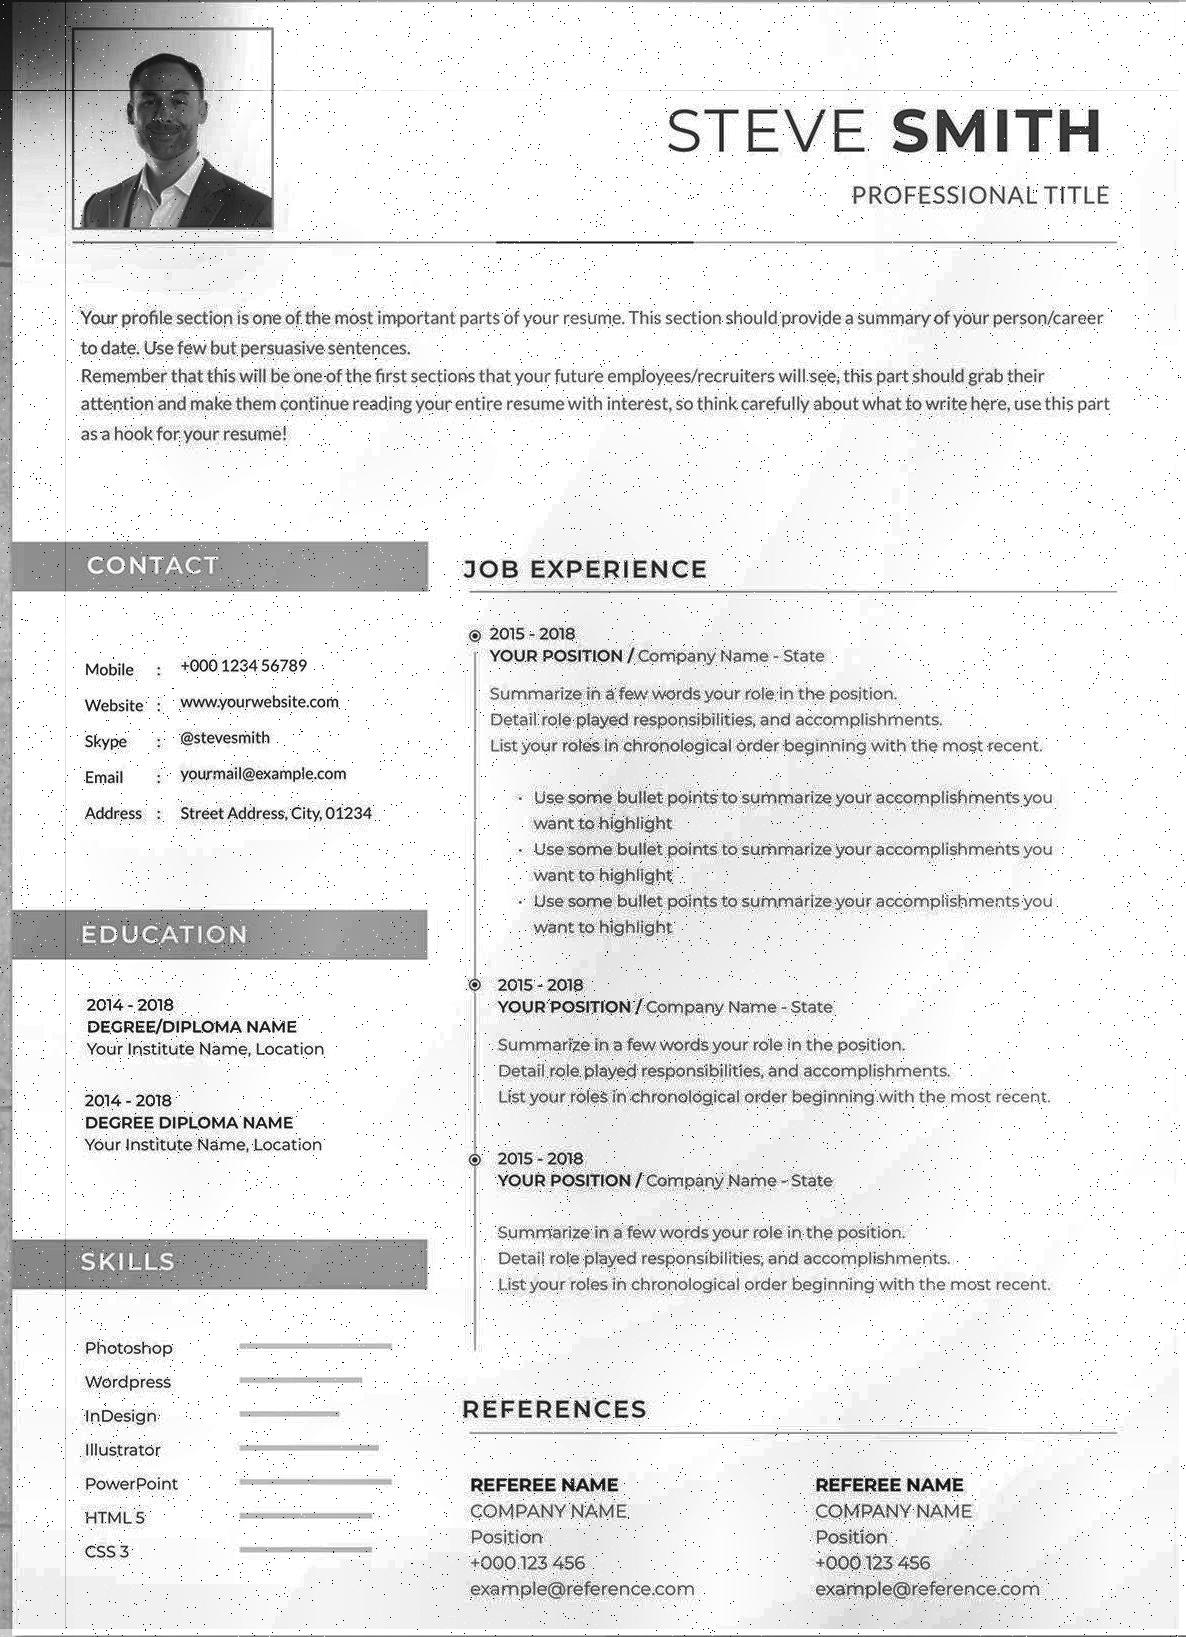 STEVE SMITH
PROFESSIONAL TITLE
Your profile section is one of the most important parts of your resume. This section should provide a summary of your person/career
to date. Use few but persuasive sentences.
Remember that this will be one of the first sections that your future employees/recruiters will see, this part should grab their
attention and make them continue reading your entire resume with interest, so think carefully about what to write here, use this part
as a hook for your resume!
CONTACT
Mobile : +000 1234 56789
Website : www.yourwebsite.com
Skype : @stevesmith
Email : yourmail@example.com
Address : Street Address, City, 01234
EDUCATION
2014 - 2018
DEGREE/DIPLOMA NAME
Your Institute Name, Location
2014 - 2018
DEGREE DIPLOMA NAME
Your Institute Name, Location
SKILLS
Photoshop
Wordpress
InDesign
Illustrator
PowerPoint
HTML 5
CSS 3
JOB EXPERIENCE
2015 - 2018
YOUR POSITION / Company Name - State
Summarize in a few words your role in the position.
Detail role played responsibilities, and accomplishments.
List your roles in chronological order beginning with the most recent.
· Use some bullet points to summarize your accomplishments you
want to highlight
· Use some bullet points to summarize your accomplishments you
want to highlight
· Use some bullet points to summarize your accomplishments you
want to highlight
2015 - 2018
YOUR POSITION / Company Name - State
Summarize in a few words your role in the position.
Detail role played responsibilities, and accomplishments.
List your roles in chronological order beginning with the most recent.
2015 - 2018
YOUR POSITION / Company Name - State
Summarize in a few words your role in the position.
Detail role played responsibilities, and accomplishments.
List your roles in chronological order beginning with the most recent.
REFERENCES
REFEREE NAME
COMPANY NAME
Position
+000 123 456
example@reference.com
REFEREE NAME
COMPANY NAME
Position
+000 123 456
example@reference.com